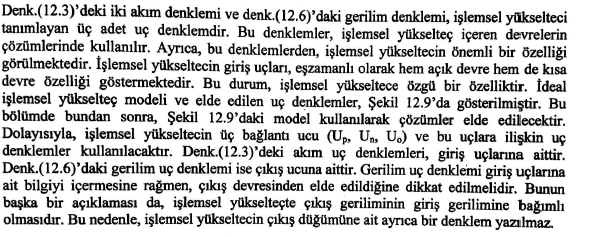 Denk.(12.3)'deki iki akım denklemi ve denk.(12.6)'daki gerilim denklemi, işlemsel yükselteci
tanımlayan üç adet uç denklemdir. Bu denklemler, işlemsel yükselteç içeren devrelerin
çözümlerinde kullanılır. Ayrıca, bu denklemlerden, işlemsel yükseltecin önemli bir özelliği
görülmektedir. İşlemsel yükseltecin giriş uçları, eşzamanlı olarak hem açık devre hem de kısa
devre özelliği göstermektedir. Bu durum, işlemsel yükseltece özgü bir özelliktir. İdeal
işlemsel yükselteç modeli ve elde edilen uç denklemler, Şekil 12.9'da gösterilmiştir. Bu
bölümde bundan sonra, Şekil 12.9'daki model kullanılarak çözümler elde edilecektir.
Dolayısıyla, işlemsel yükseltecin üç bağlantı ucu (Uₚ, Uₙ, Uₒ) ve bu uçlara ilişkin uç
denklemler kullanılacaktır. Denk.(12.3)'deki akım uç denklemleri, giriş uçlarına aittir.
Denk.(12.6)'daki gerilim uç denklemi ise çıkış ucuna aittir. Gerilim uç denklemi giriş uçlarına
ait bilgiyi içermesine rağmen, çıkış devresinden elde edildiğine dikkat edilmelidir. Bunun
başka bir açıklaması da, işlemsel yükselteçte çıkış geriliminin giriş gerilimine bağımlı
olmasıdır. Bu nedenle, işlemsel yükseltecin çıkış düğümüne ait ayrıca bir denklem yazılmaz.